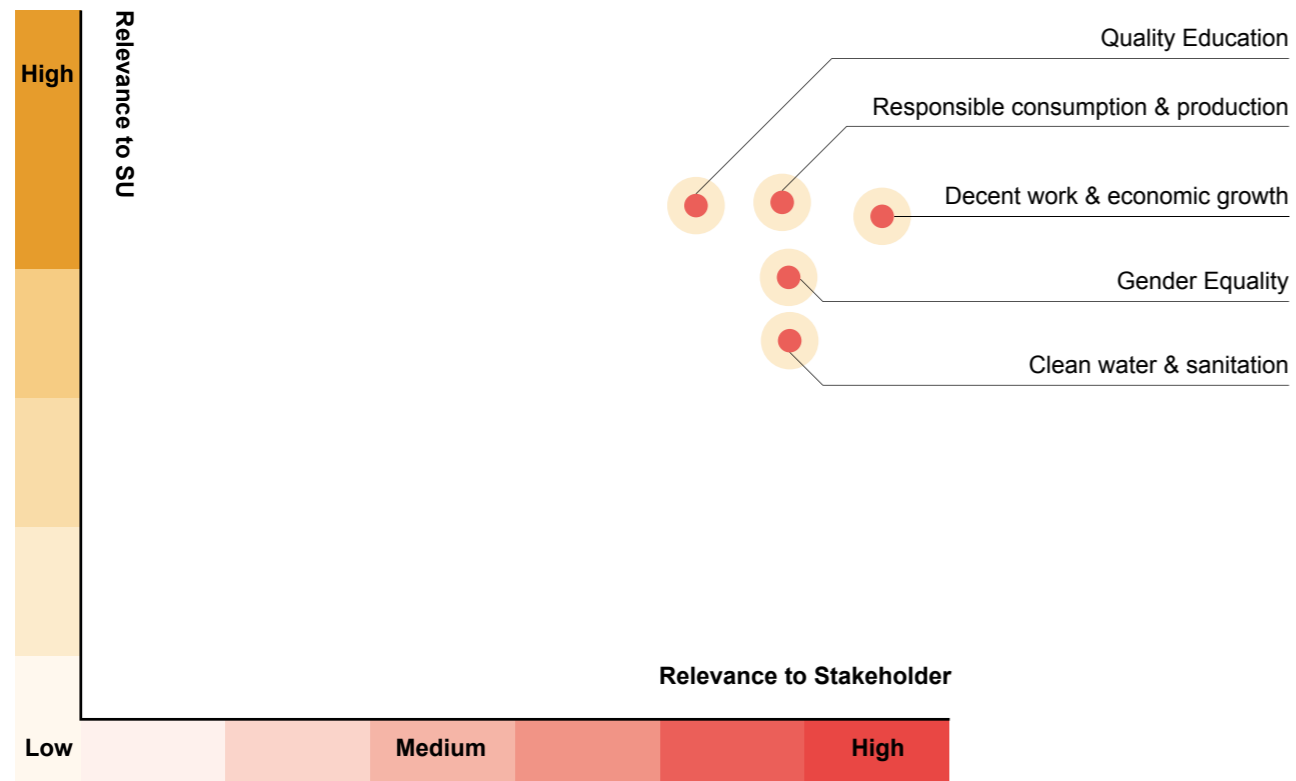 High
Relevance to SU
Quality Education
Responsible consumption & production
Decent work & economic growth
Gender Equality
Clean water & sanitation
Relevance to Stakeholder
Low
Medium
High